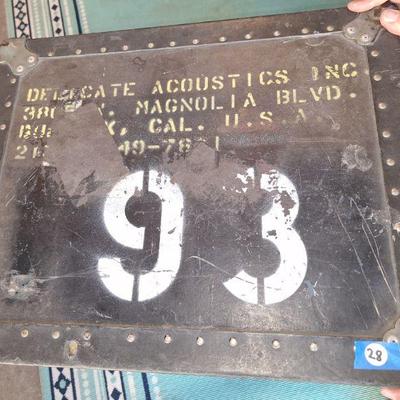 DELICATE ACOUSTICS INC
MAGNOLIA BLVD.
CAL. U.S.A.
93
28